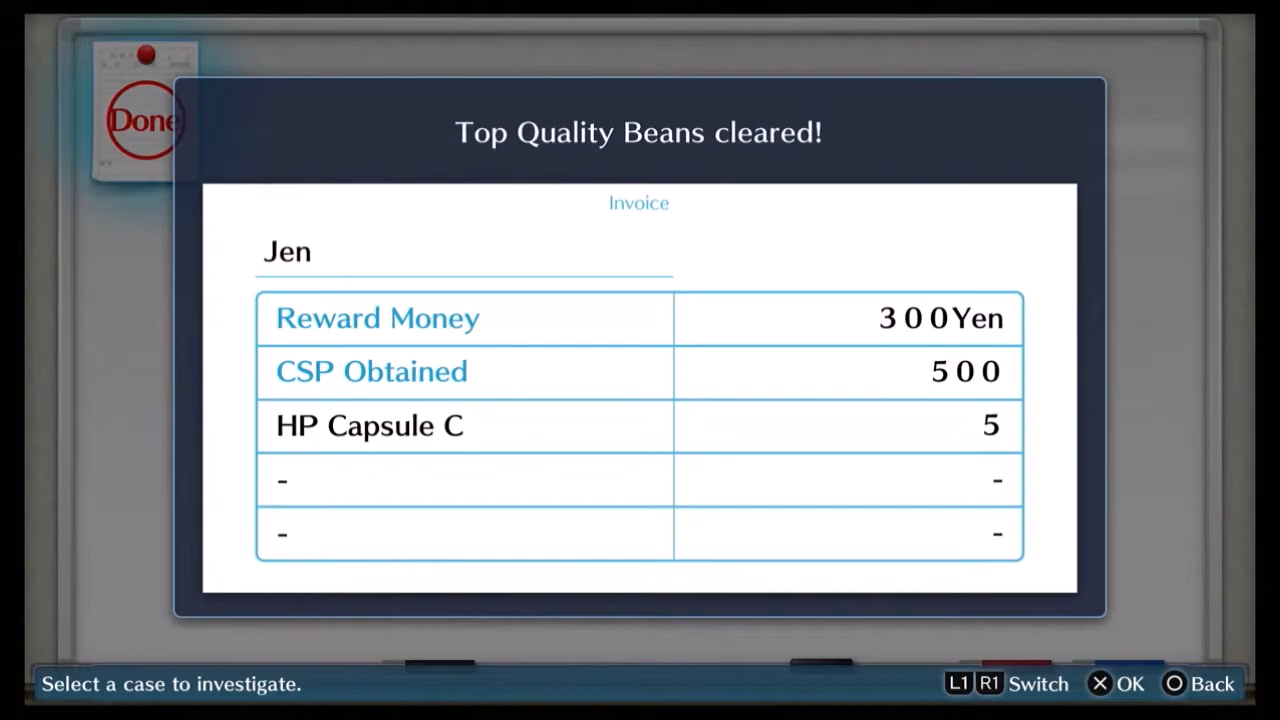 Done
Top Quality Beans cleared!
Invoice
Jen
Reward Money 300Yen
CSP Obtained 500
HP Capsule C 5
- -
- -
Select a case to investigate. L1 R1 Switch OK Back